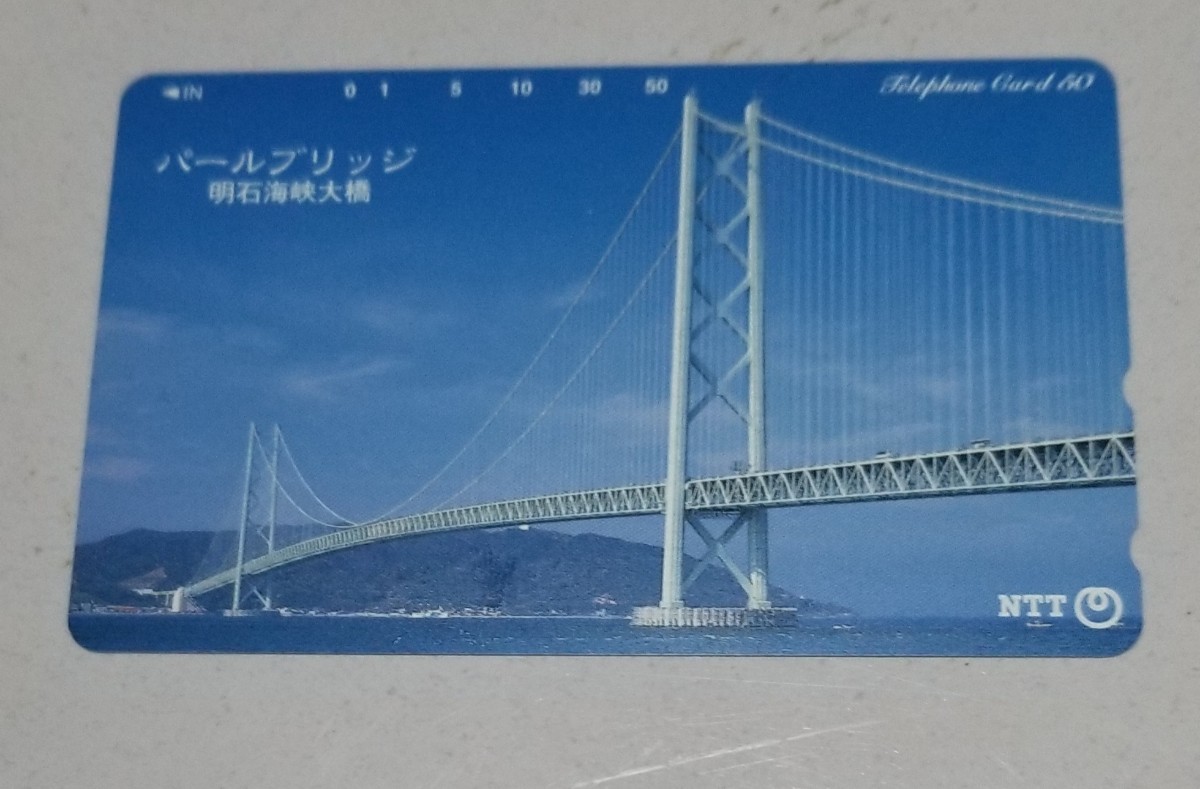 ◀IN 0 1 5 10 30 50
Telephone Card 50
パールブリッジ
明石海峡大橋
NTT